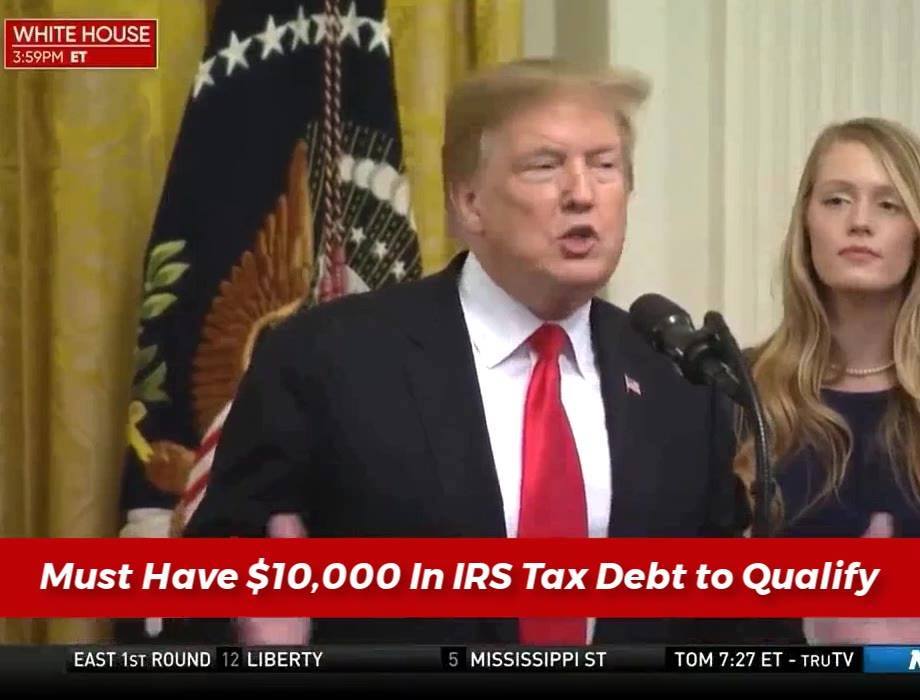 WHITE HOUSE
3:59PM ET
Must Have $10,000 In IRS Tax Debt to Qualify
EAST 1ST ROUND 12 LIBERTY 5 MISSISSIPPI ST TOM 7:27 ET - TRUTV